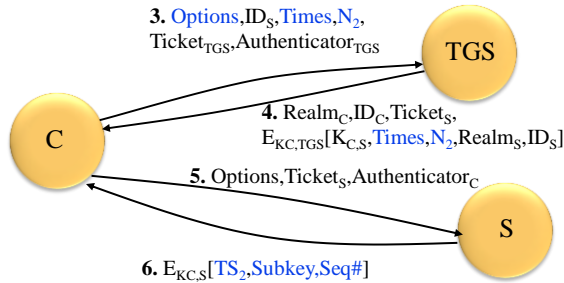 3. Options,IDS,Times,N2,
TicketTGS,AuthenticatorTGS
TGS
C
4. RealmC,IDC,TicketS,
EKC,TGS[KC,S,Times,N2,RealmS,IDS]
5. Options,TicketS,AuthenticatorC
S
6. EKC,S[TS2,Subkey,Seq#]